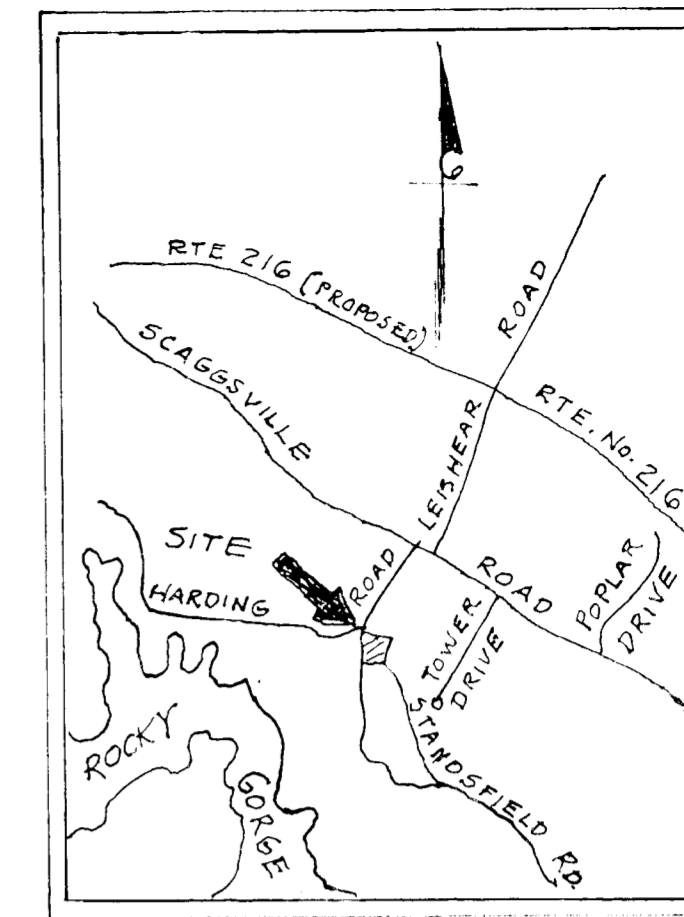 RTE 216 (PROPOSED)
ROAD
SCAGGSVILLE
LEISHEAR
RTE. No. 216
SITE
ROAD
ROAD
POPLAR
DRIVE
HARDING
TOWER
DRIVE
STANDSFIELD RD.
ROCKY
GORGE